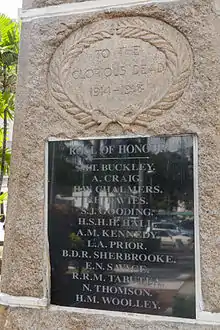 TO THE
GLORIOUS DEAD
1914-1918
ROLL OF HONOUR
BUCKLEY.
A. CRAIG.
H.W. CHALMERS.
DAVIES.
S.J. GOODING.
H.S.H.H. HALL.
A.M. KENNEDY.
L.A. PRIOR.
B.D.R. SHERBROOKE.
E.N. SAVAGE.
R.R.M.
N. THOMSON.
H.M. WOOLLEY.